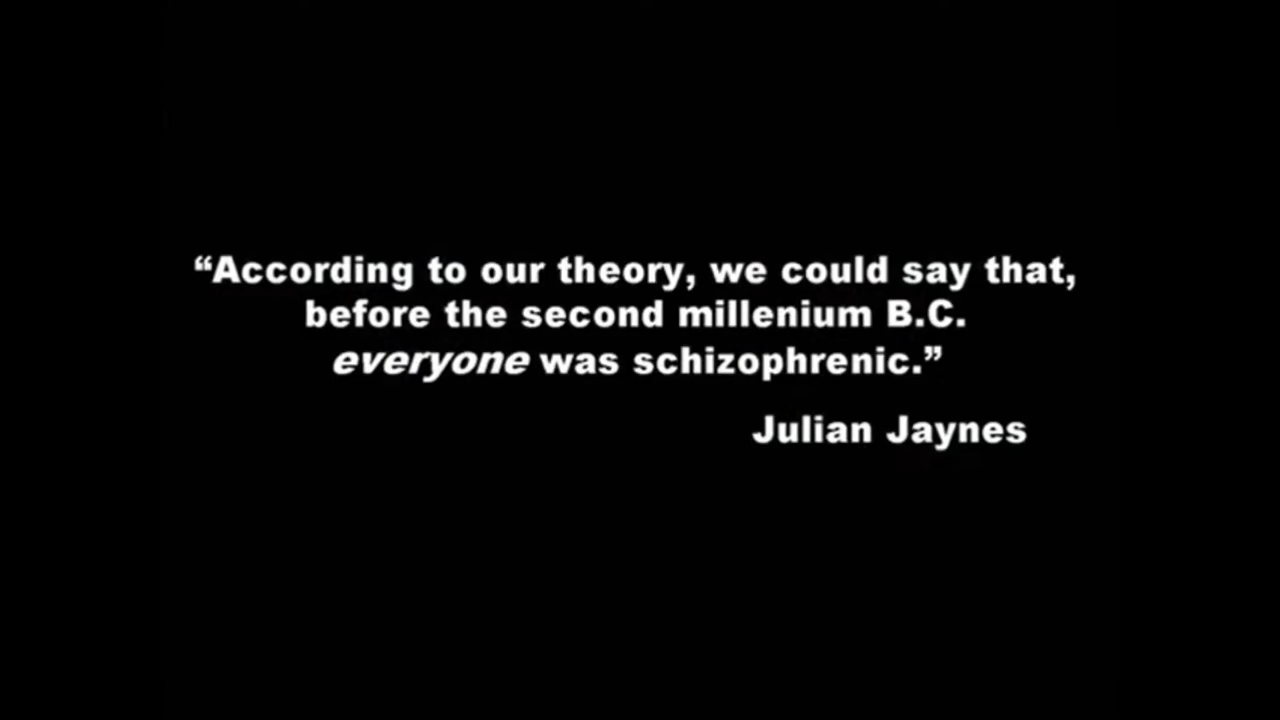 “According to our theory, we could say that,
before the second millenium B.C.
everyone was schizophrenic.”
Julian Jaynes